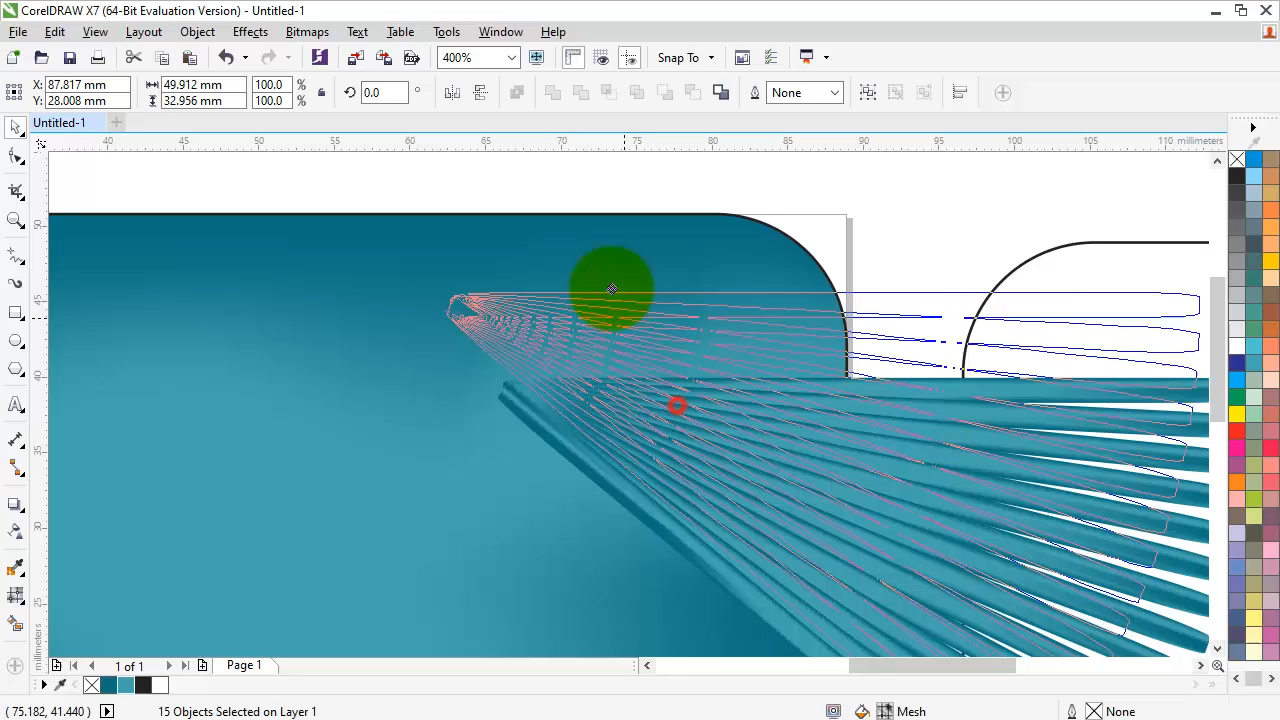 CorelDRAW X7 (64-Bit Evaluation Version) - Untitled-1
File Edit View Layout Object Effects Bitmaps Text Table Tools Window Help
400% Snap To
X: 87.817 mm 49.912 mm 100.0 % 0.0 ° None
Y: 28.008 mm 32.956 mm 100.0 %
Untitled-1
40 50 55 60 65 70 75 80 85 90 95 100 105 110 millimeters
50
45
40
35
30
25
millimeters
1 of 1 Page 1
( 75.182, 41.440 ) 15 Objects Selected on Layer 1 Mesh None